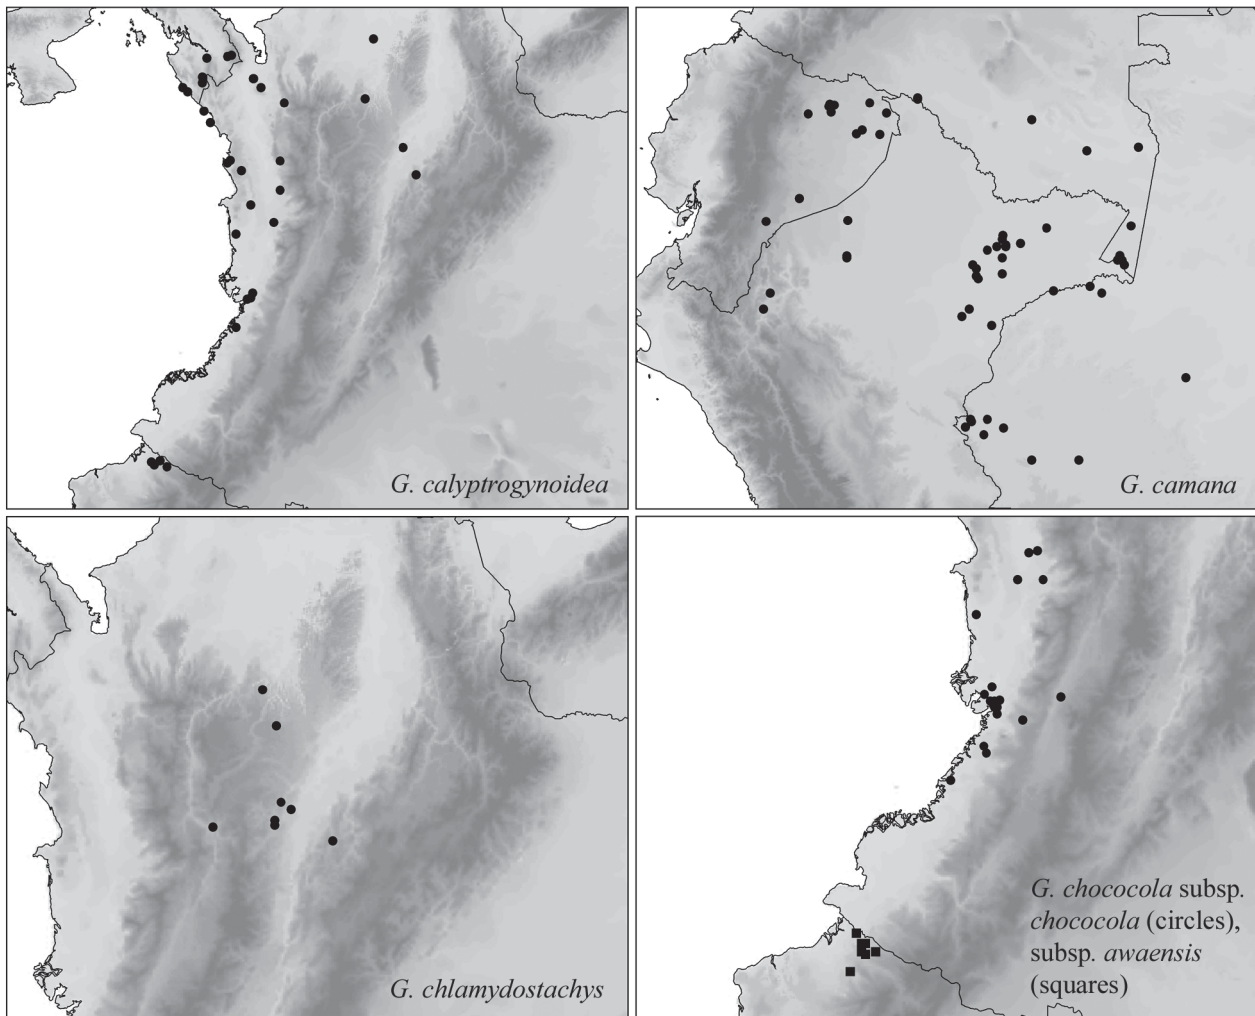 G. calyptrogynoidea
G. camana
G. chlamydostachys
G. chococola subsp.
chococola (circles),
subsp. awaensis
(squares)